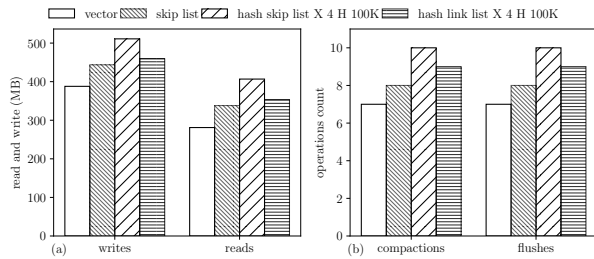 vector skip list hash skip list X 4 H 100K hash link list X 4 H 100K
read and write (MB)
500
400
300
200
100
0
(a) writes reads
operations count
10
8
6
4
2
0
(b) compactions flushes